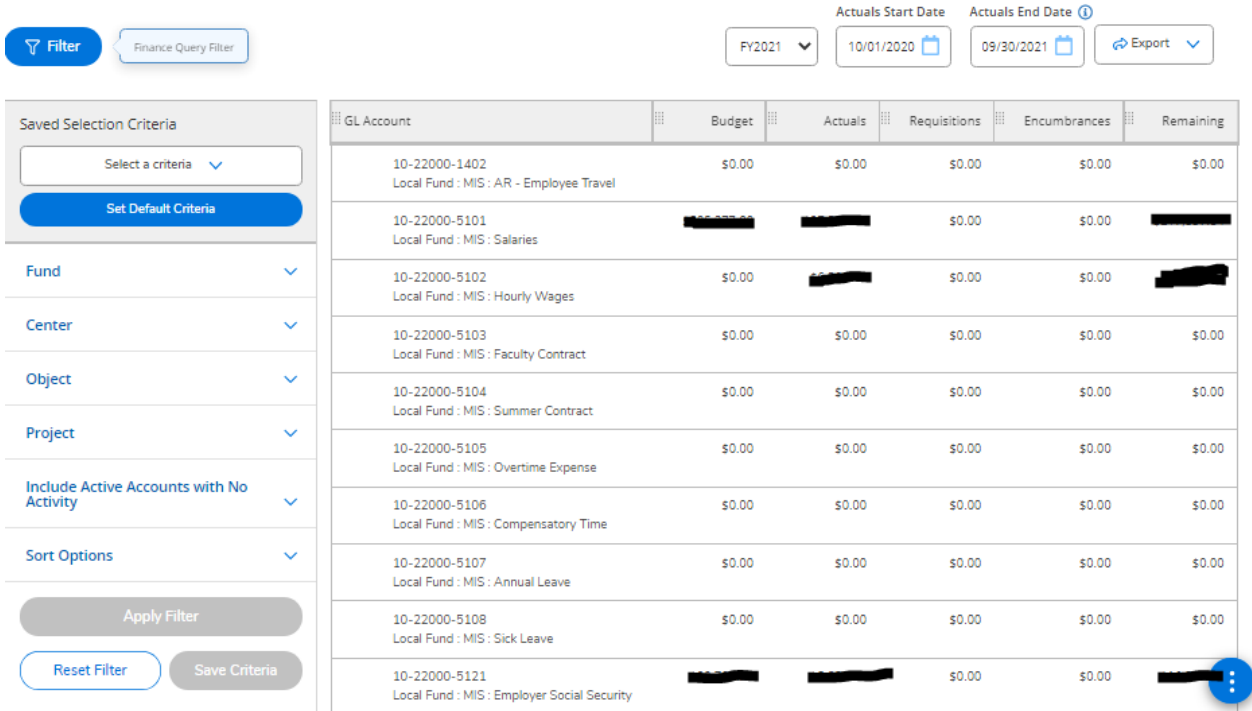 Actuals Start Date Actuals End Date
Filter Finance Query Filter FY2021 10/01/2020 09/30/2021 Export
Saved Selection Criteria
Select a criteria
Set Default Criteria
Fund
Center
Object
Project
Include Active Accounts with No
Activity
Sort Options
Apply Filter
Reset Filter Save Criteria
GL Account Budget Actuals Requisitions Encumbrances Remaining
10-22000-1402 $0.00 $0.00 $0.00 $0.00 $0.00
Local Fund : MIS : AR - Employee Travel
10-22000-5101 $0.00 $0.00
Local Fund : MIS : Salaries
10-22000-5102 $0.00 $0.00 $0.00
Local Fund : MIS : Hourly Wages
10-22000-5103 $0.00 $0.00 $0.00 $0.00 $0.00
Local Fund : MIS : Faculty Contract
10-22000-5104 $0.00 $0.00 $0.00 $0.00 $0.00
Local Fund : MIS : Summer Contract
10-22000-5105 $0.00 $0.00 $0.00 $0.00 $0.00
Local Fund : MIS : Overtime Expense
10-22000-5106 $0.00 $0.00 $0.00 $0.00 $0.00
Local Fund : MIS : Compensatory Time
10-22000-5107 $0.00 $0.00 $0.00 $0.00 $0.00
Local Fund : MIS : Annual Leave
10-22000-5108 $0.00 $0.00 $0.00 $0.00 $0.00
Local Fund : MIS : Sick Leave
10-22000-5121 $0.00 $0.00
Local Fund : MIS : Employer Social Security